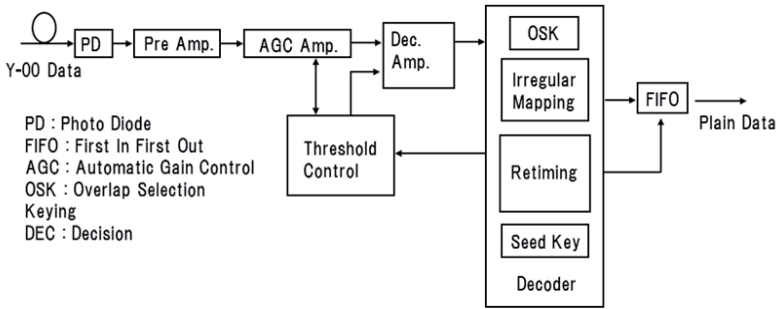 Y-00 Data
PD
Pre Amp.
AGC Amp.
Dec.
Amp.
Threshold
Control
OSK
Irregular
Mapping
Retiming
Seed Key
Decoder
FIFO
Plain Data
PD : Photo Diode
FIFO : First In First Out
AGC : Automatic Gain Control
OSK : Overlap Selection
Keying
DEC : Decision